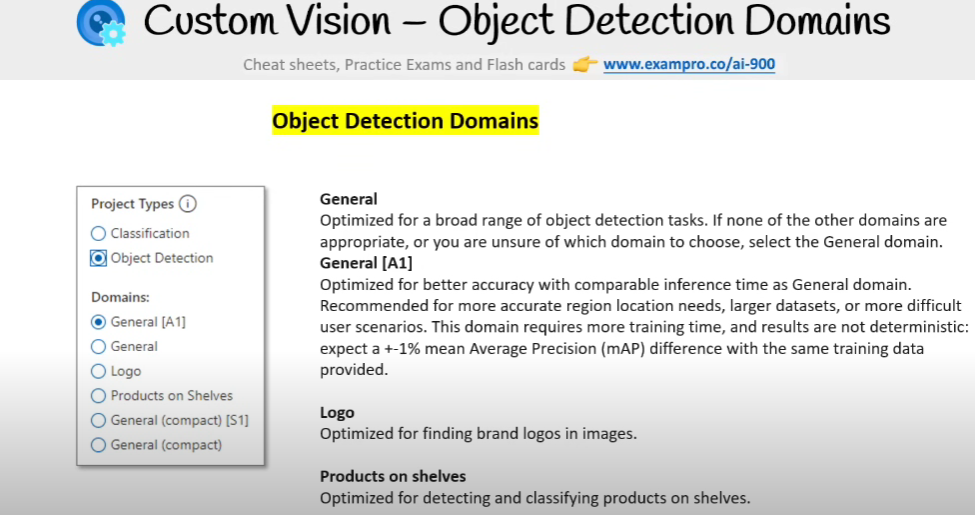 Custom Vision – Object Detection Domains
Cheat sheets, Practice Exams and Flash cards 👉 www.exampro.co/ai-900
Object Detection Domains
Project Types
Classification
Object Detection
Domains:
General [A1]
General
Logo
Products on Shelves
General (compact) [S1]
General (compact)
General
Optimized for a broad range of object detection tasks. If none of the other domains are
appropriate, or you are unsure of which domain to choose, select the General domain.
General [A1]
Optimized for better accuracy with comparable inference time as General domain.
Recommended for more accurate region location needs, larger datasets, or more difficult
user scenarios. This domain requires more training time, and results are not deterministic:
expect a +-1% mean Average Precision (mAP) difference with the same training data
provided.
Logo
Optimized for finding brand logos in images.
Products on shelves
Optimized for detecting and classifying products on shelves.